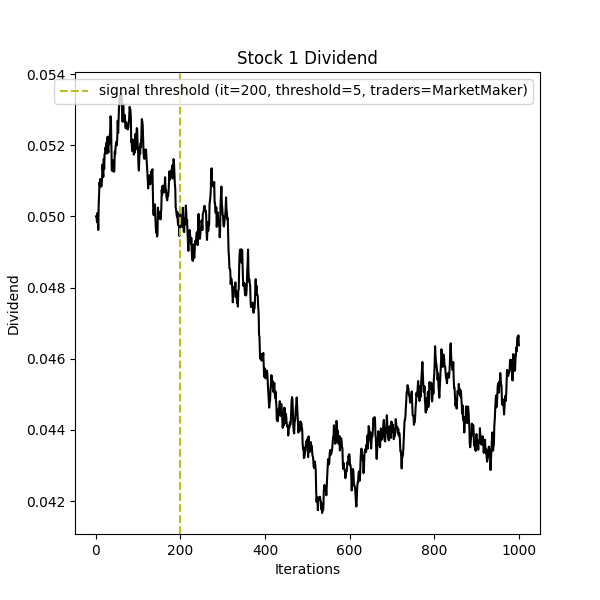 Stock 1 Dividend
signal threshold (it=200, threshold=5, traders=MarketMaker)
Dividend
0.054
0.052
0.050
0.048
0.046
0.044
0.042
0 200 400 600 800 1000
Iterations